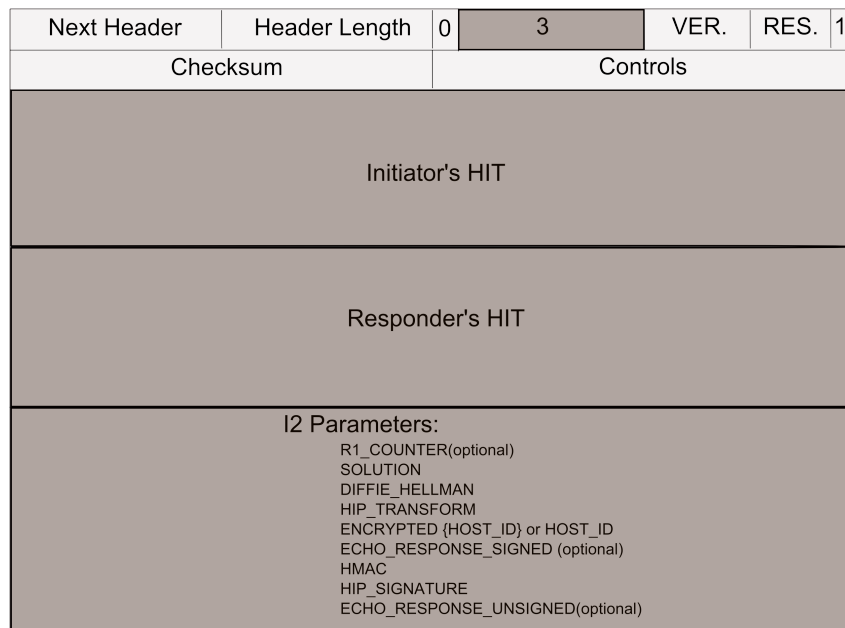 Next Header Header Length 0 3 VER. RES. 1
Checksum Controls
Initiator's HIT
Responder's HIT
I2 Parameters:
R1_COUNTER(optional)
SOLUTION
DIFFIE_HELLMAN
HIP_TRANSFORM
ENCRYPTED {HOST_ID} or HOST_ID
ECHO_RESPONSE_SIGNED (optional)
HMAC
HIP_SIGNATURE
ECHO_RESPONSE_UNSIGNED(optional)